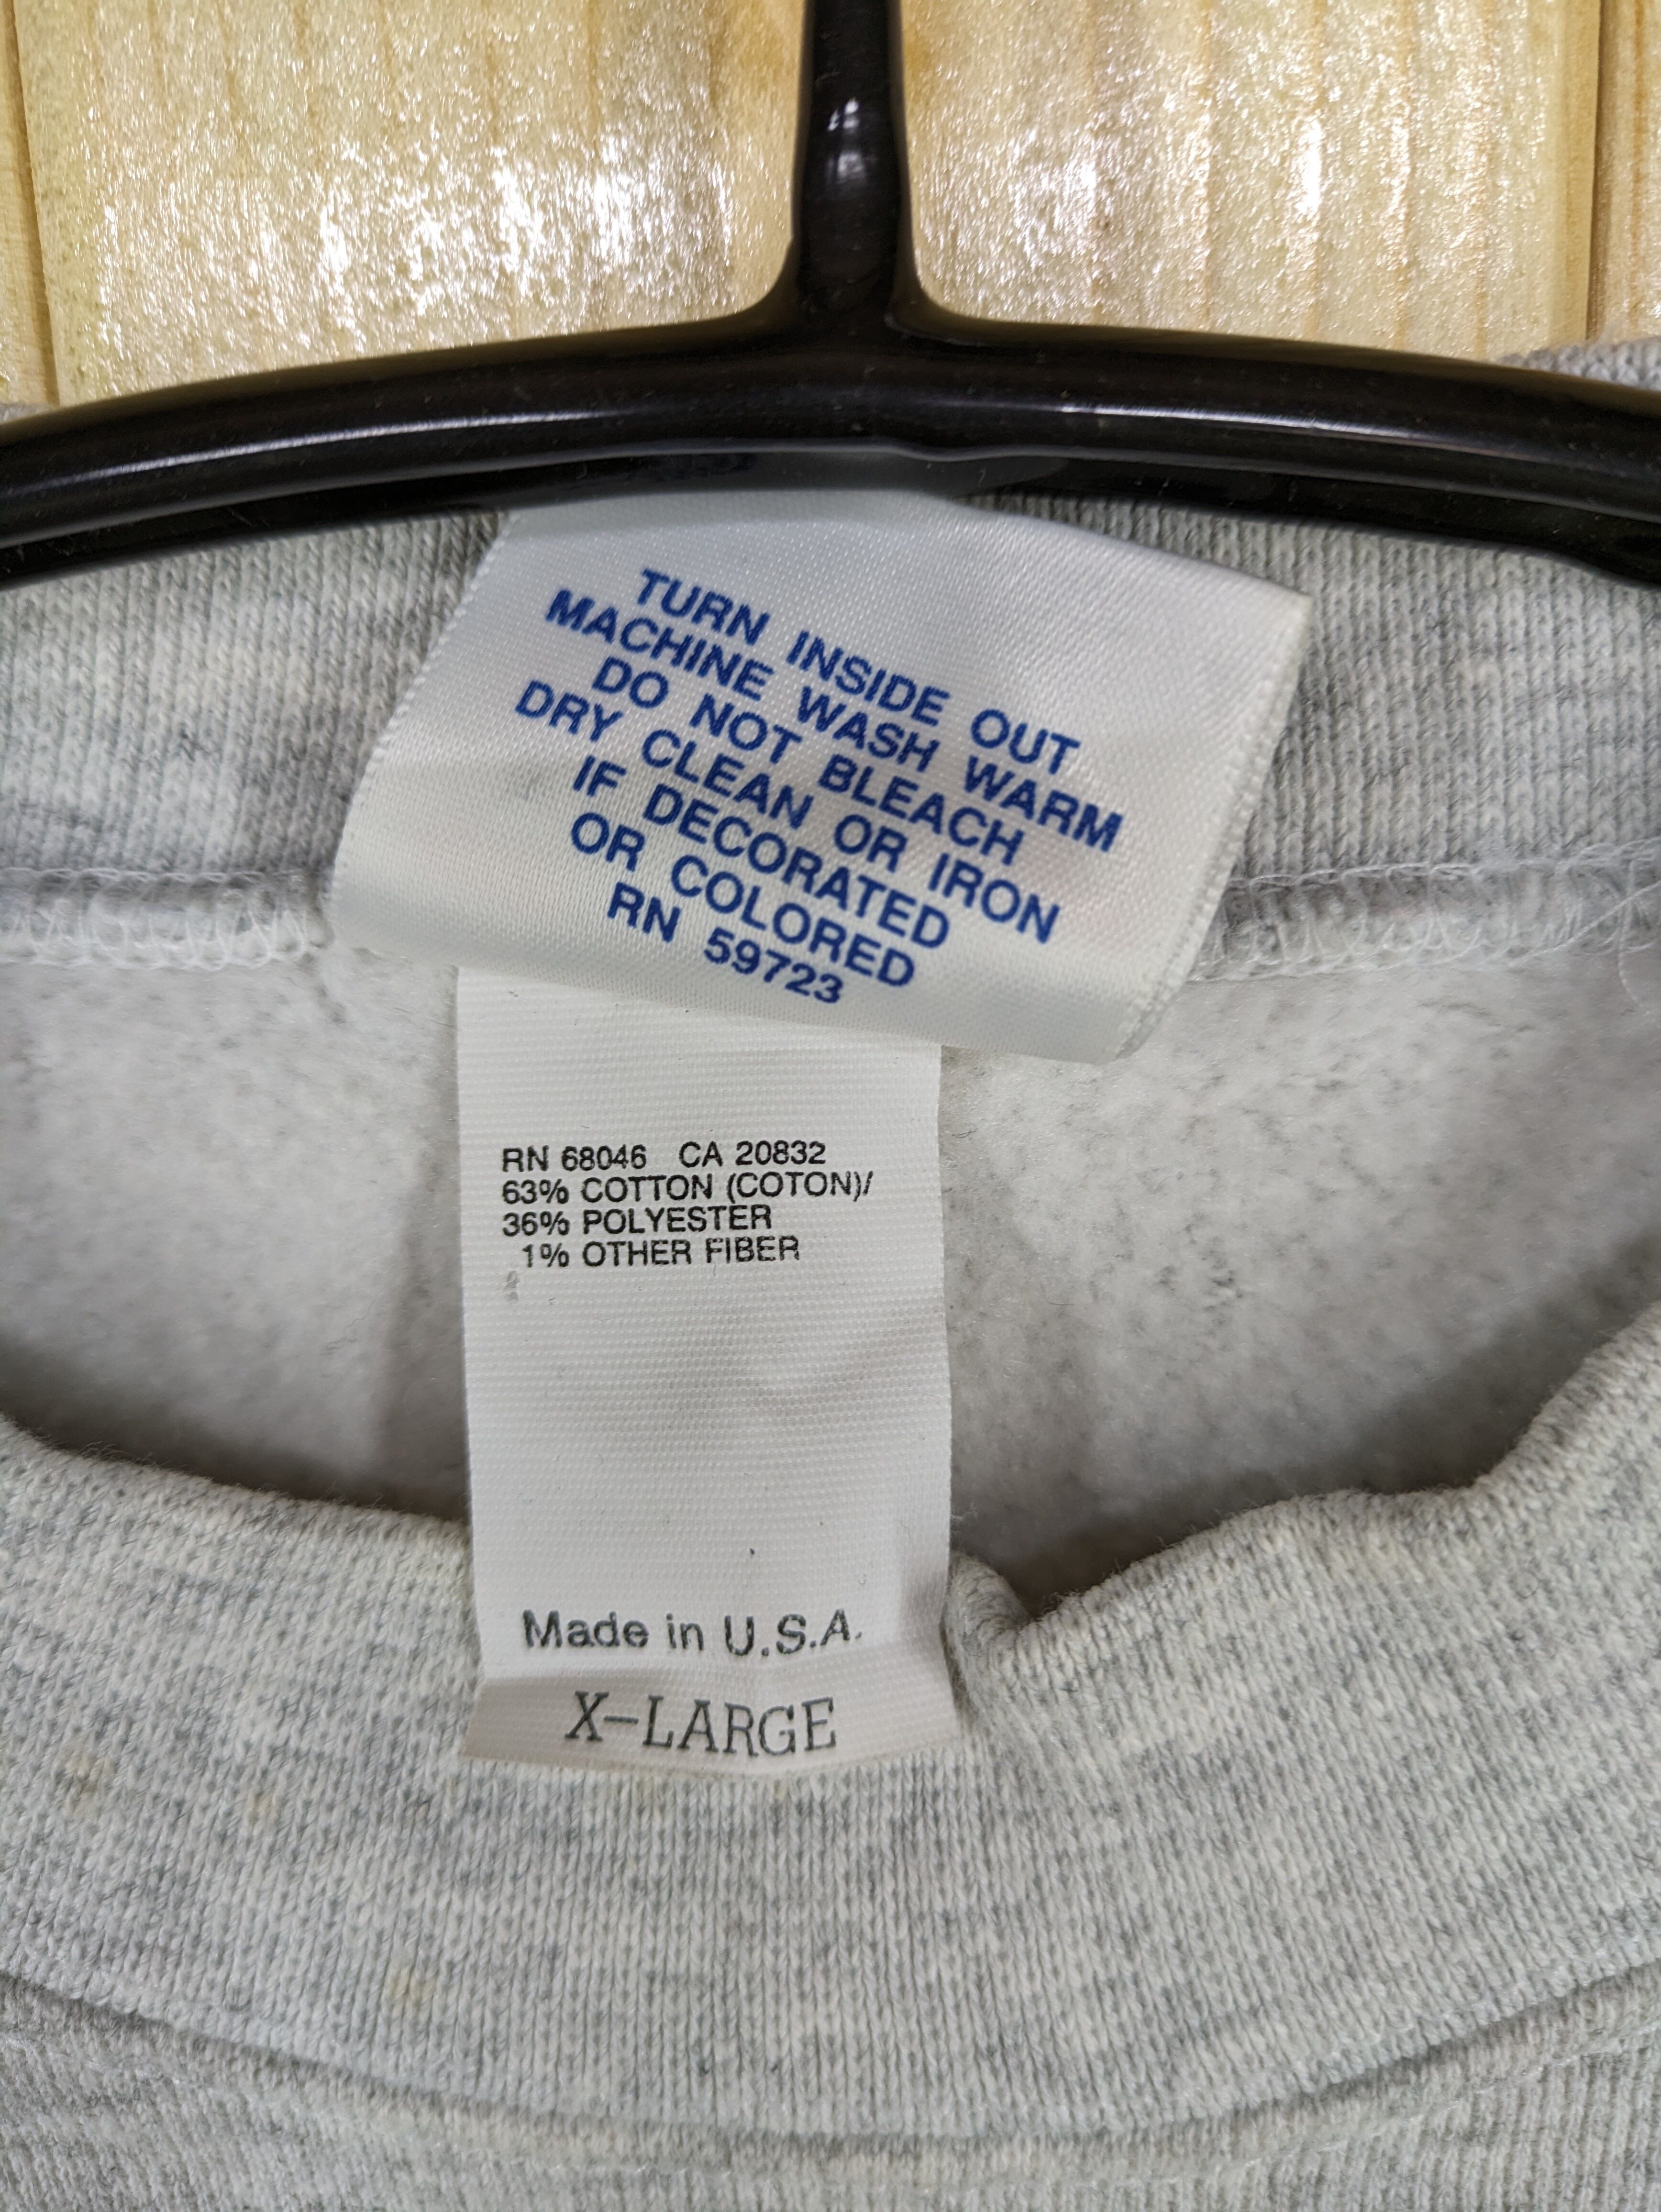 TURN INSIDE OUT
MACHINE WASH WARM
DO NOT BLEACH
DRY CLEAN OR IRON
IF DECORATED
OR COLORED
RN 59723
RN 68046 CA 20832
63% COTTON (COTON)/
36% POLYESTER
1% OTHER FIBER
Made in U.S.A.
X-LARGE